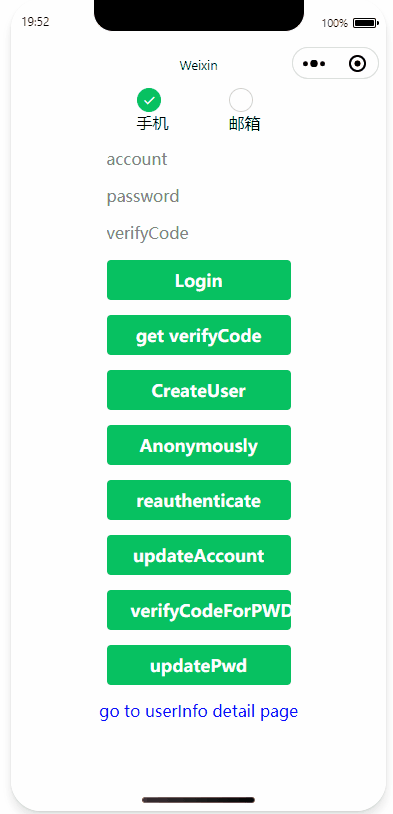 19:52
100%
Weixin
手机 邮箱
account
password
verifyCode
Login
get verifyCode
CreateUser
Anonymously
reauthenticate
updateAccount
verifyCodeForPWD
updatePwd
go to userInfo detail page